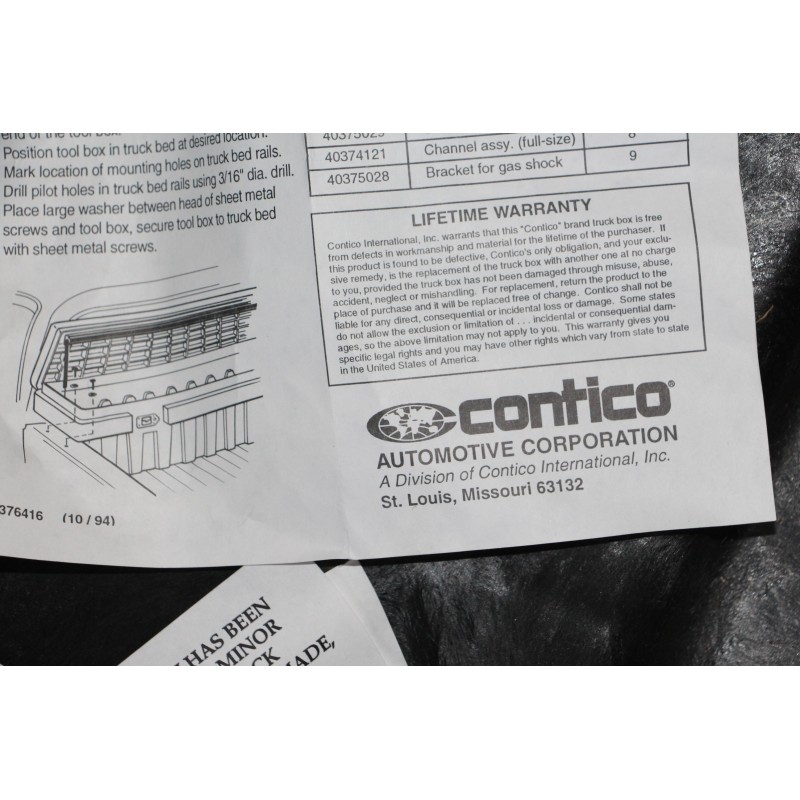 end of the tool box.
Position tool box in truck bed at desired location.
Mark location of mounting holes on truck bed rails.
Drill pilot holes in truck bed rails using 3/16" dia. drill.
Place large washer between head of sheet metal
screws and tool box, secure tool box to truck bed
with sheet metal screws.
376416 (10 / 94)
40375029 8
40374121 Channel assy. (full-size)
40375028 Bracket for gas shock 9
LIFETIME WARRANTY
Contico International, Inc. warrants that this "Contico" brand truck box is free
from defects in workmanship and material for the lifetime of the purchaser. If
this product is found to be defective, Contico's only obligation, and your exclu-
sive remedy, is the replacement of the truck box with another one at no charge
to you, provided the truck box has not been damaged through misuse, abuse,
accident, neglect or mishandling. For replacement, return the product to the
place of purchase and it will be replaced free of change. Contico shall not be
liable for any direct, consequential or incidental loss or damage. Some states
do not allow the exclusion or limitation of . . . incidental or consequential dam-
ages, so the above limitation may not apply to you. This warranty gives you
specific legal rights and you may have other rights which vary from state to state
in the United States of America.
contico®
AUTOMOTIVE CORPORATION
A Division of Contico International, Inc.
St. Louis, Missouri 63132
HAS BEEN
MINOR
CK
ADE,